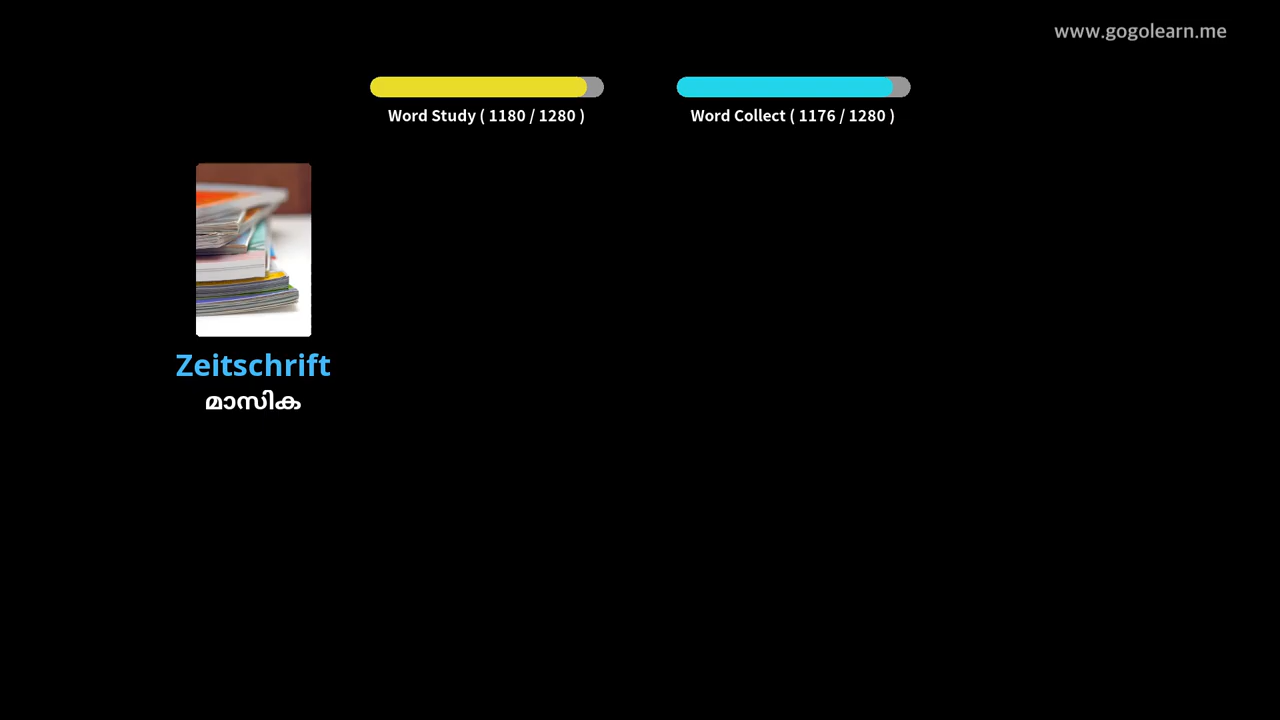 www.gogolearn.me
Word Study ( 1180 / 1280 )
Word Collect ( 1176 / 1280 )
Zeitschrift
മാസിക